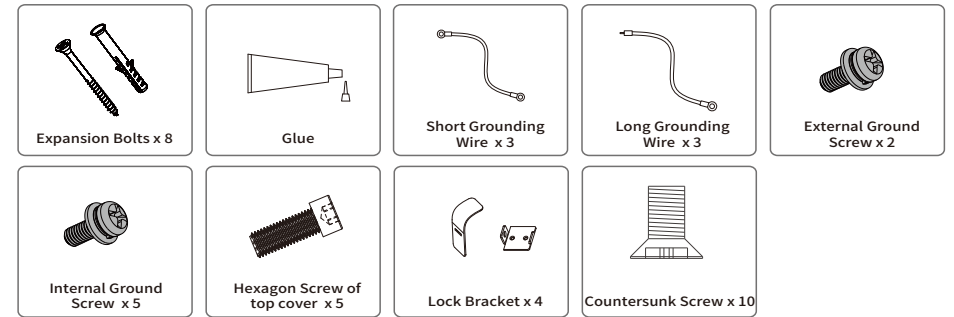 Expansion Bolts x 8
Glue
Short Grounding
Wire x 3
Long Grounding
Wire x 3
External Ground
Screw x 2
Internal Ground
Screw x 5
Hexagon Screw of
top cover x 5
Lock Bracket x 4
Countersunk Screw x 10